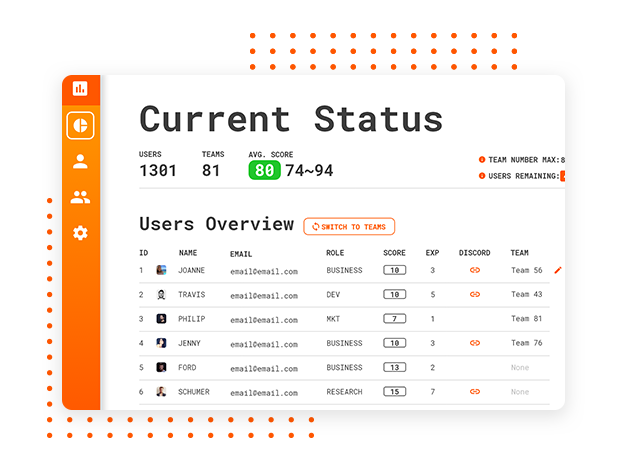 Current Status
USERS TEAMS AVG. SCORE
1301 81 80 74~94
TEAM NUMBER MAX:8
USERS REMAINING:
Users Overview SWITCH TO TEAMS
ID NAME EMAIL ROLE SCORE EXP DISCORD TEAM
1 JOANNE email@email.com BUSINESS 10 3 Team 56
2 TRAVIS email@email.com DEV 10 5 Team 43
3 PHILIP email@email.com MKT 7 1 Team 81
4 JENNY email@email.com BUSINESS 10 3 Team 76
5 FORD email@email.com BUSINESS 13 2 None
6 SCHUMER email@email.com RESEARCH 15 7 None